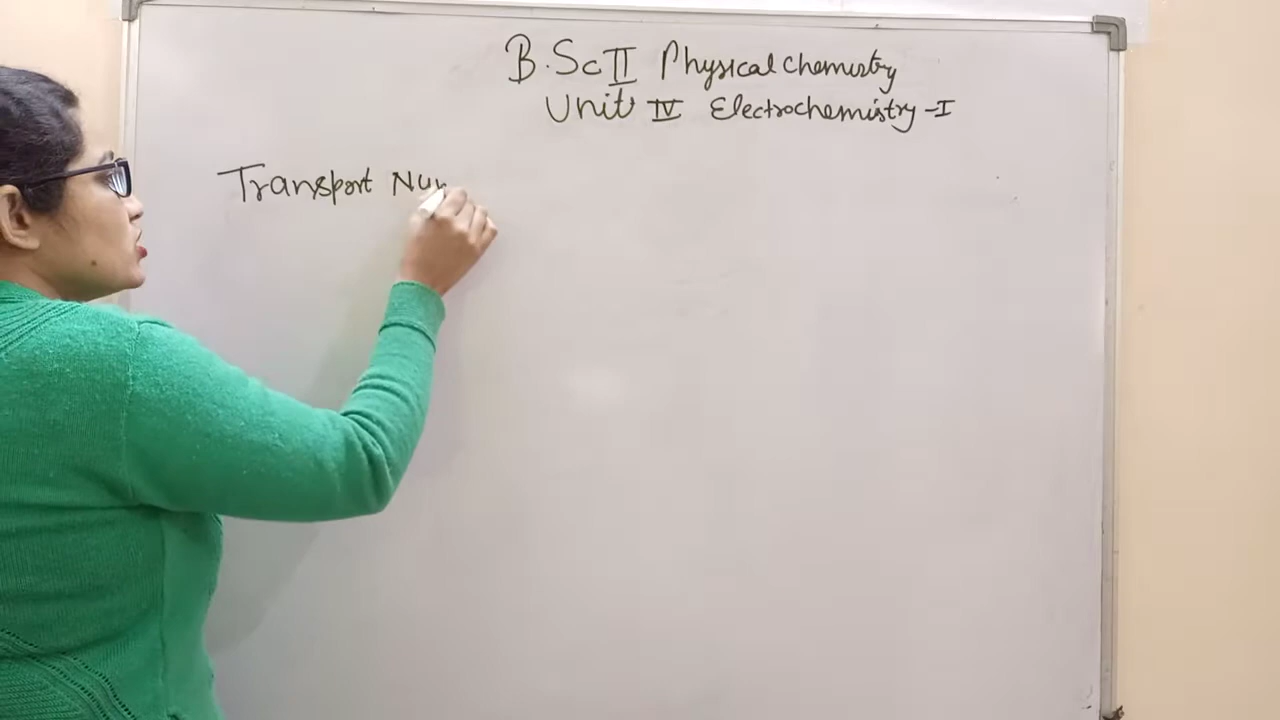 B.Sc II Physical Chemistry
Unit IV Electrochemistry -I
Transport Nu